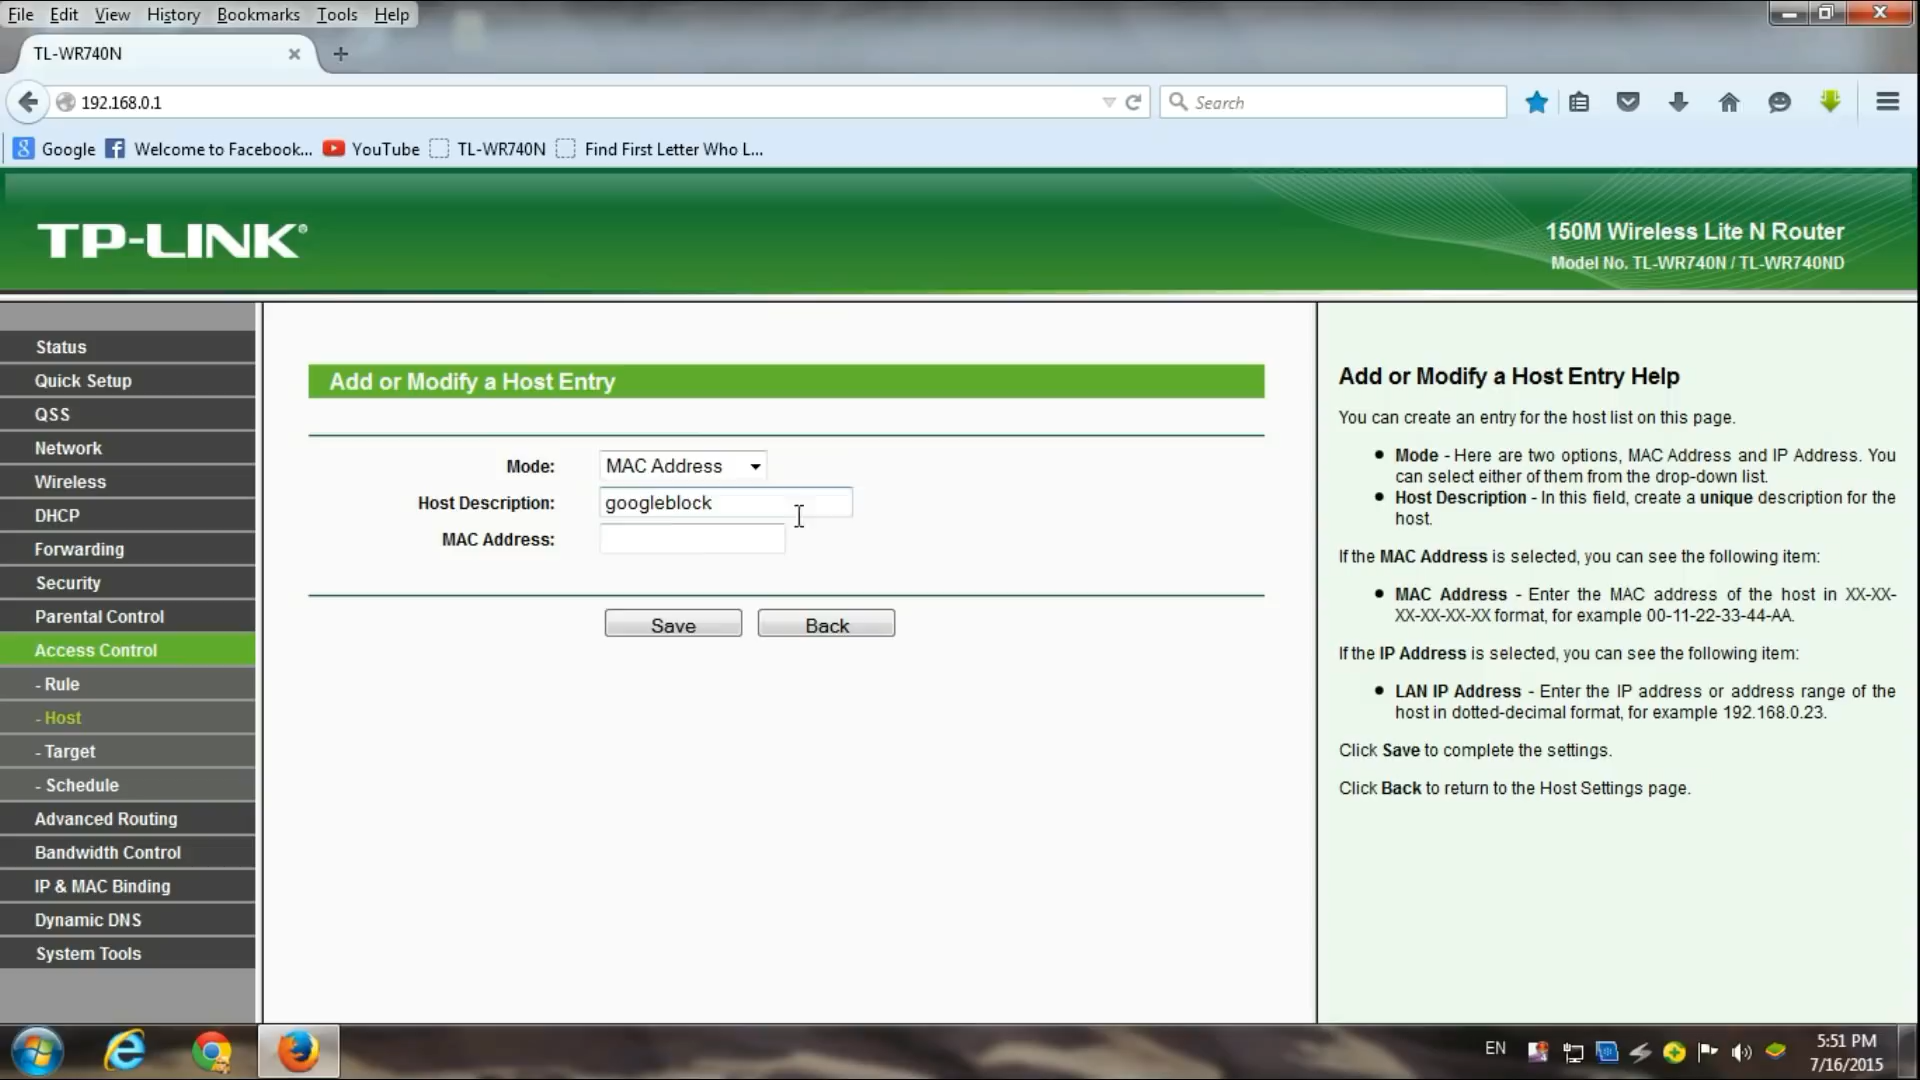 File Edit View History Bookmarks Tools Help
TL-WR740N
192.168.0.1
Search
Google Welcome to Facebook... YouTube TL-WR740N Find First Letter Who L...
TP-LINK®
150M Wireless Lite N Router
Model No. TL-WR740N / TL-WR740ND
Status
Quick Setup
QSS
Network
Wireless
DHCP
Forwarding
Security
Parental Control
Access Control
- Rule
- Host
- Target
- Schedule
Advanced Routing
Bandwidth Control
IP & MAC Binding
Dynamic DNS
System Tools
Add or Modify a Host Entry
Mode: MAC Address
Host Description: googleblock
MAC Address:
Save Back
Add or Modify a Host Entry Help
You can create an entry for the host list on this page.
Mode - Here are two options, MAC Address and IP Address. You
can select either of them from the drop-down list.
Host Description - In this field, create a unique description for the
host.
If the MAC Address is selected, you can see the following item:
MAC Address - Enter the MAC address of the host in XX-XX-
XX-XX-XX-XX format, for example 00-11-22-33-44-AA.
If the IP Address is selected, you can see the following item:
LAN IP Address - Enter the IP address or address range of the
host in dotted-decimal format, for example 192.168.0.23.
Click Save to complete the settings.
Click Back to return to the Host Settings page.
EN
5:51 PM
7/16/2015